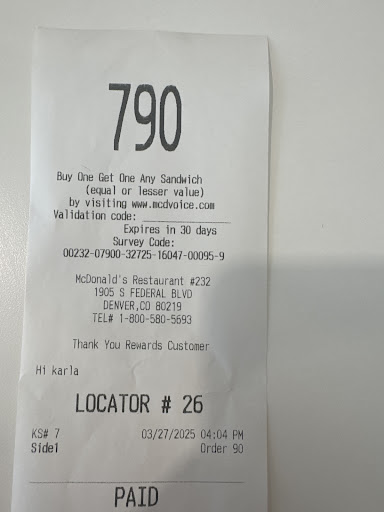 790
Buy One Get One Any Sandwich
(equal or lesser value)
by visiting www.mcdvoice.com
Validation code: _______________
Expires in 30 days
Survey Code:
00232-07900-32725-16047-00095-9
McDonald's Restaurant #232
1905 S FEDERAL BLVD
DENVER,CO 80219
TEL# 1-800-580-5693
Thank You Rewards Customer
Hi karla
LOCATOR # 26
KS# 7 03/27/2025 04:04 PM
Side1 Order 90
PAID